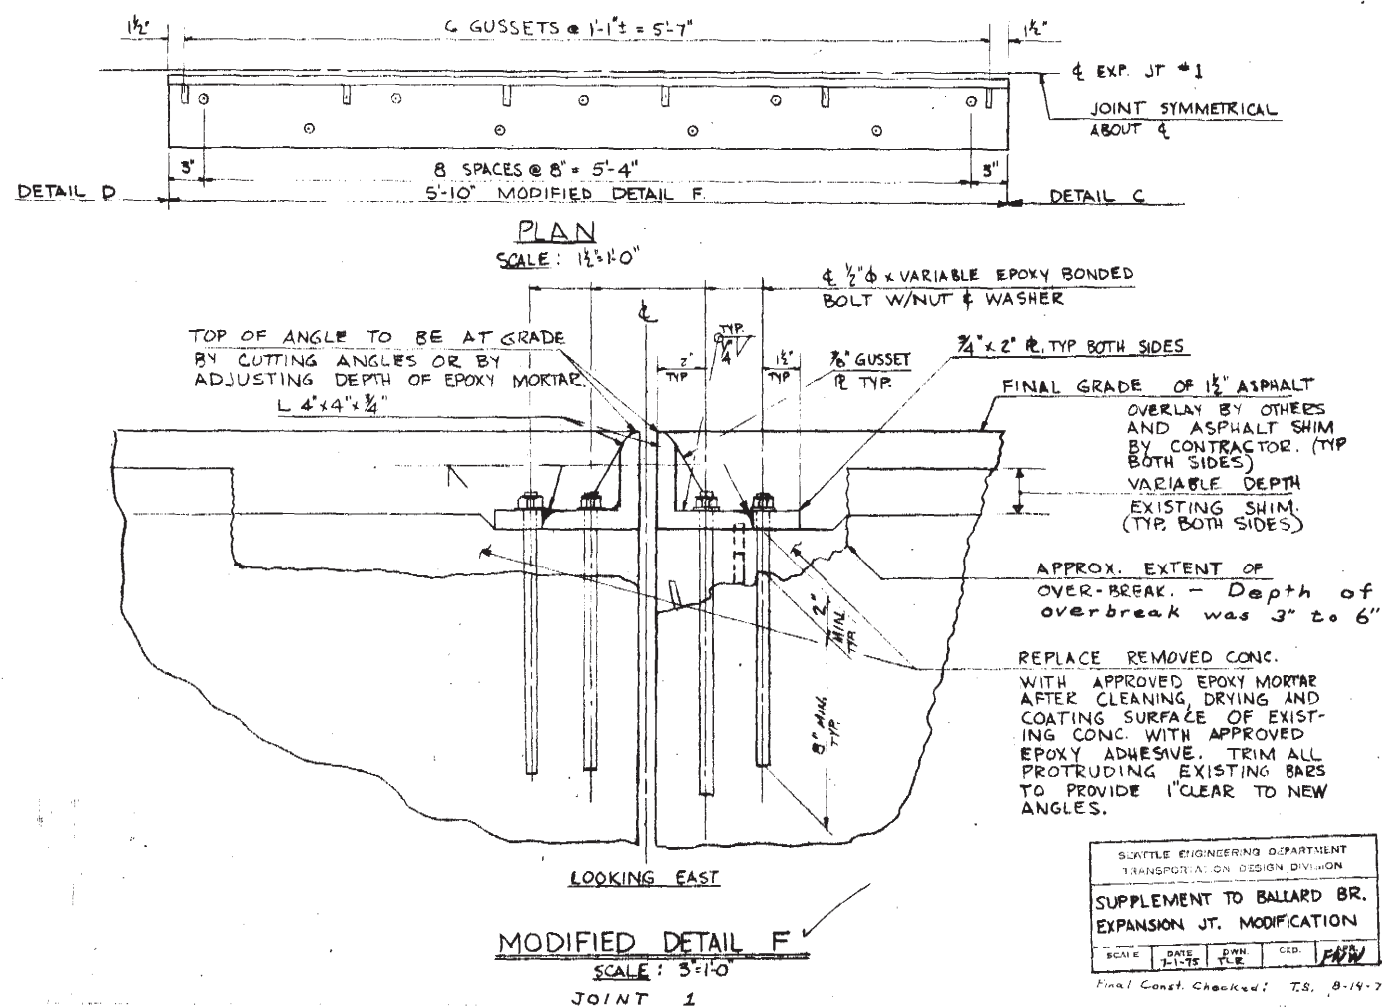 1½" 6 GUSSETS @ 1'-1"± = 5'-7" 1½"
℄ EXP. JT #1
JOINT SYMMETRICAL
ABOUT ℄
3" 8 SPACES @ 8" = 5'-4" 3"
DETAIL D 5'-10" MODIFIED DETAIL F. DETAIL C
PLAN
SCALE: 1½"=1'-0"
℄ ½"ϕ x VARIABLE EPOXY BONDED
BOLT W/NUT & WASHER
℄
TOP OF ANGLE TO BE AT GRADE
BY CUTTING ANGLES OR BY
ADJUSTING DEPTH OF EPOXY MORTAR.
L 4"x4"x¾"
2"
TYP
TYP.
¼
1½"
TYP
⅜" GUSSET
℞ TYP.
¾"x 2" ℞, TYP BOTH SIDES
FINAL GRADE OF 1½" ASPHALT
OVERLAY BY OTHERS
AND ASPHALT SHIM
BY CONTRACTOR. (TYP
BOTH SIDES)
VARIABLE DEPTH
EXISTING SHIM.
(TYP. BOTH SIDES)
APPROX. EXTENT OF
OVER-BREAK. - Depth of
overbreak was 3" to 6"
2"
MIN.
TYP.
8" MIN.
TYP.
REPLACE REMOVED CONC.
WITH APPROVED EPOXY MORTAR
AFTER CLEANING, DRYING AND
COATING SURFACE OF EXIST-
ING CONC. WITH APPROVED
EPOXY ADHESIVE. TRIM ALL
PROTRUDING EXISTING BARS
TO PROVIDE 1"CLEAR TO NEW
ANGLES.
LOOKING EAST
MODIFIED DETAIL F
SCALE: 3"=1'-0"
JOINT 1
SEATTLE ENGINEERING DEPARTMENT
TRANSPORTATION DESIGN DIVISION
SUPPLEMENT TO BALLARD BR.
EXPANSION JT. MODIFICATION
SCALE DATE DWN. CKD. APR.
7-1-75 TLR FNW
Final Const. Checked: T.S. 8-14-7